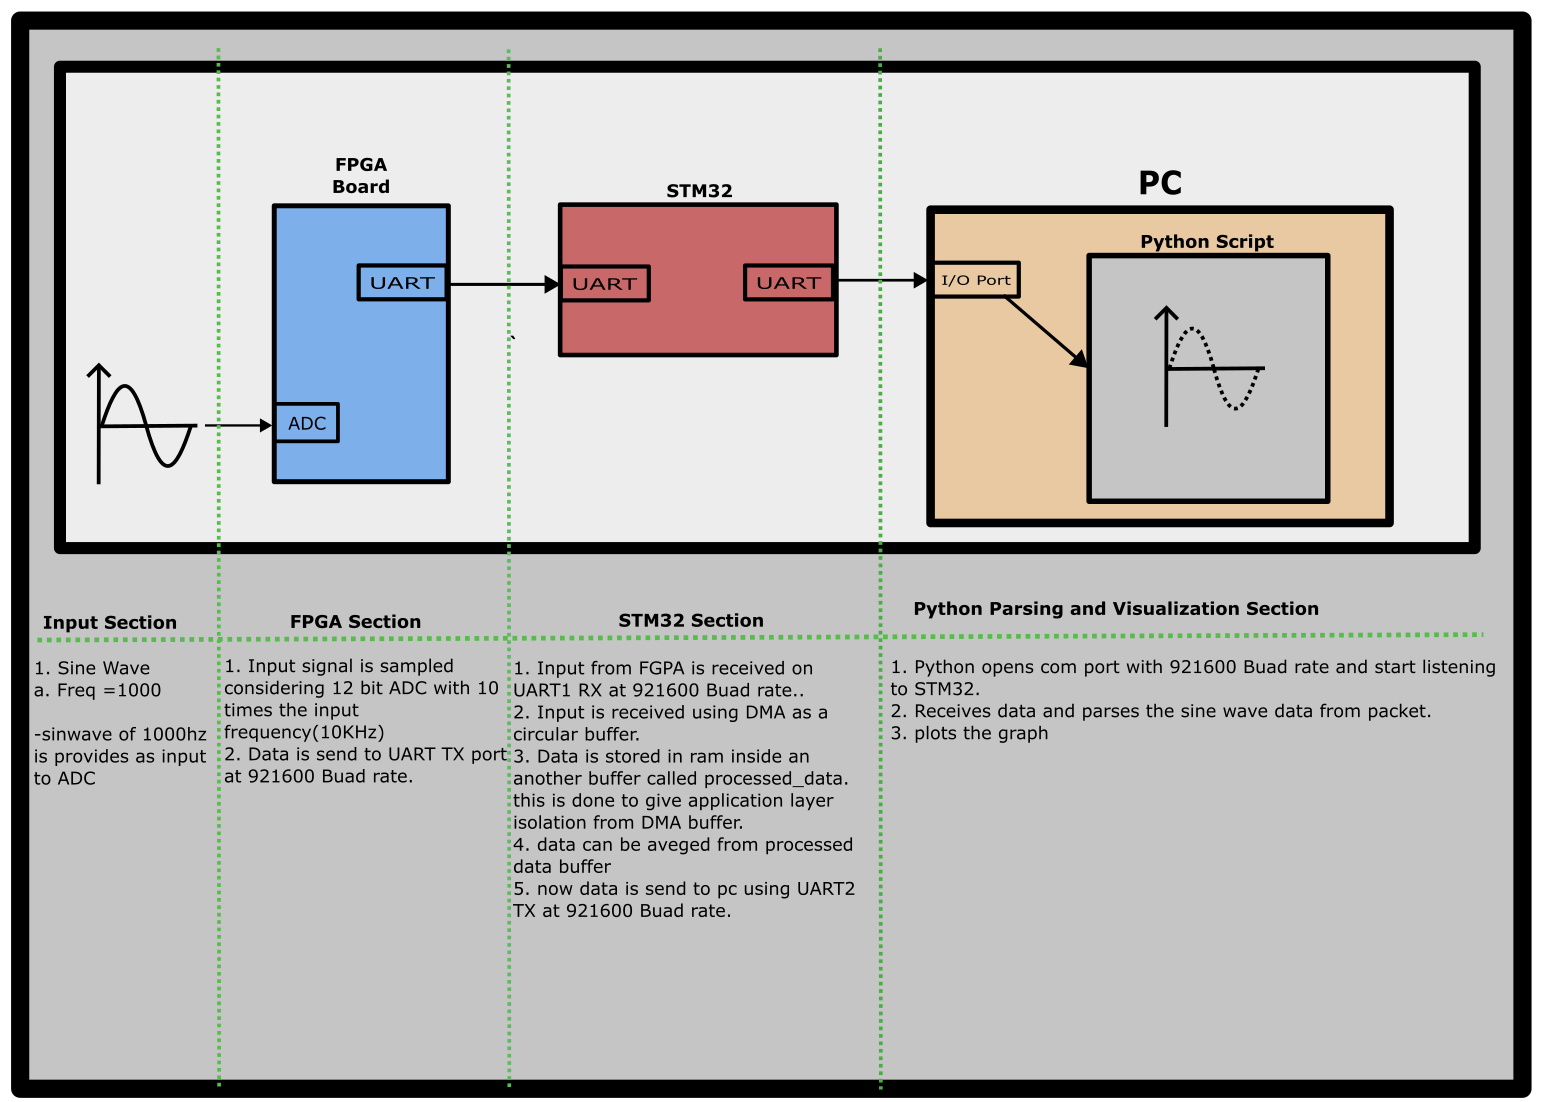 FPGA
Board
STM32
PC
Python Script
UART
UART
UART
I/O Port
ADC
`
Input Section
1. Sine Wave
a. Freq =1000
-sinwave of 1000hz
is provides as input
to ADC
FPGA Section
1. Input signal is sampled
considering 12 bit ADC with 10
times the input
frequency(10KHz)
2. Data is send to UART TX port
at 921600 Buad rate.
STM32 Section
1. Input from FGPA is received on
UART1 RX at 921600 Buad rate..
2. Input is received using DMA as a
circular buffer.
3. Data is stored in ram inside an
another buffer called processed_data.
this is done to give application layer
isolation from DMA buffer.
4. data can be aveged from processed
data buffer
5. now data is send to pc using UART2
TX at 921600 Buad rate.
Python Parsing and Visualization Section
1. Python opens com port with 921600 Buad rate and start listening
to STM32.
2. Receives data and parses the sine wave data from packet.
3. plots the graph